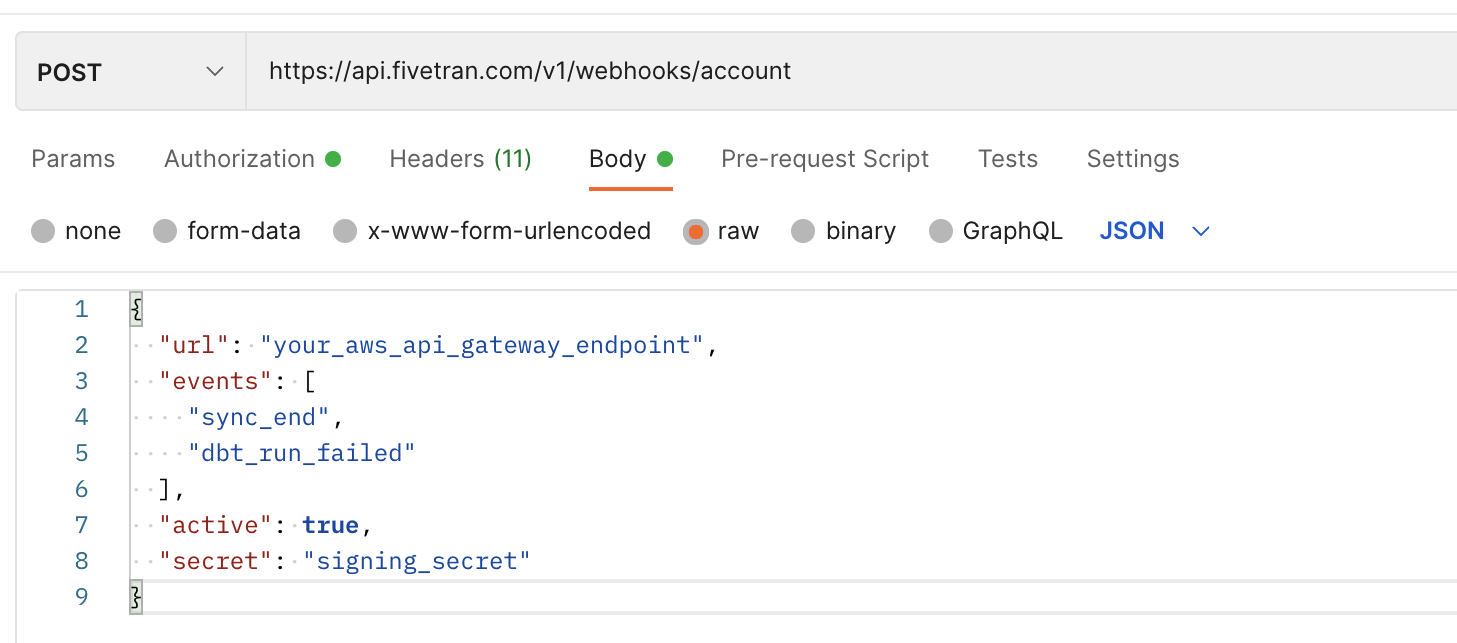 POST https://api.fivetran.com/v1/webhooks/account
Params Authorization Headers (11) Body Pre-request Script Tests Settings
none form-data x-www-form-urlencoded raw binary GraphQL JSON
1 {
2 "url": "your_aws_api_gateway_endpoint",
3 "events": [
4 "sync_end",
5 "dbt_run_failed"
6 ],
7 "active": true,
8 "secret": "signing_secret"
9 }